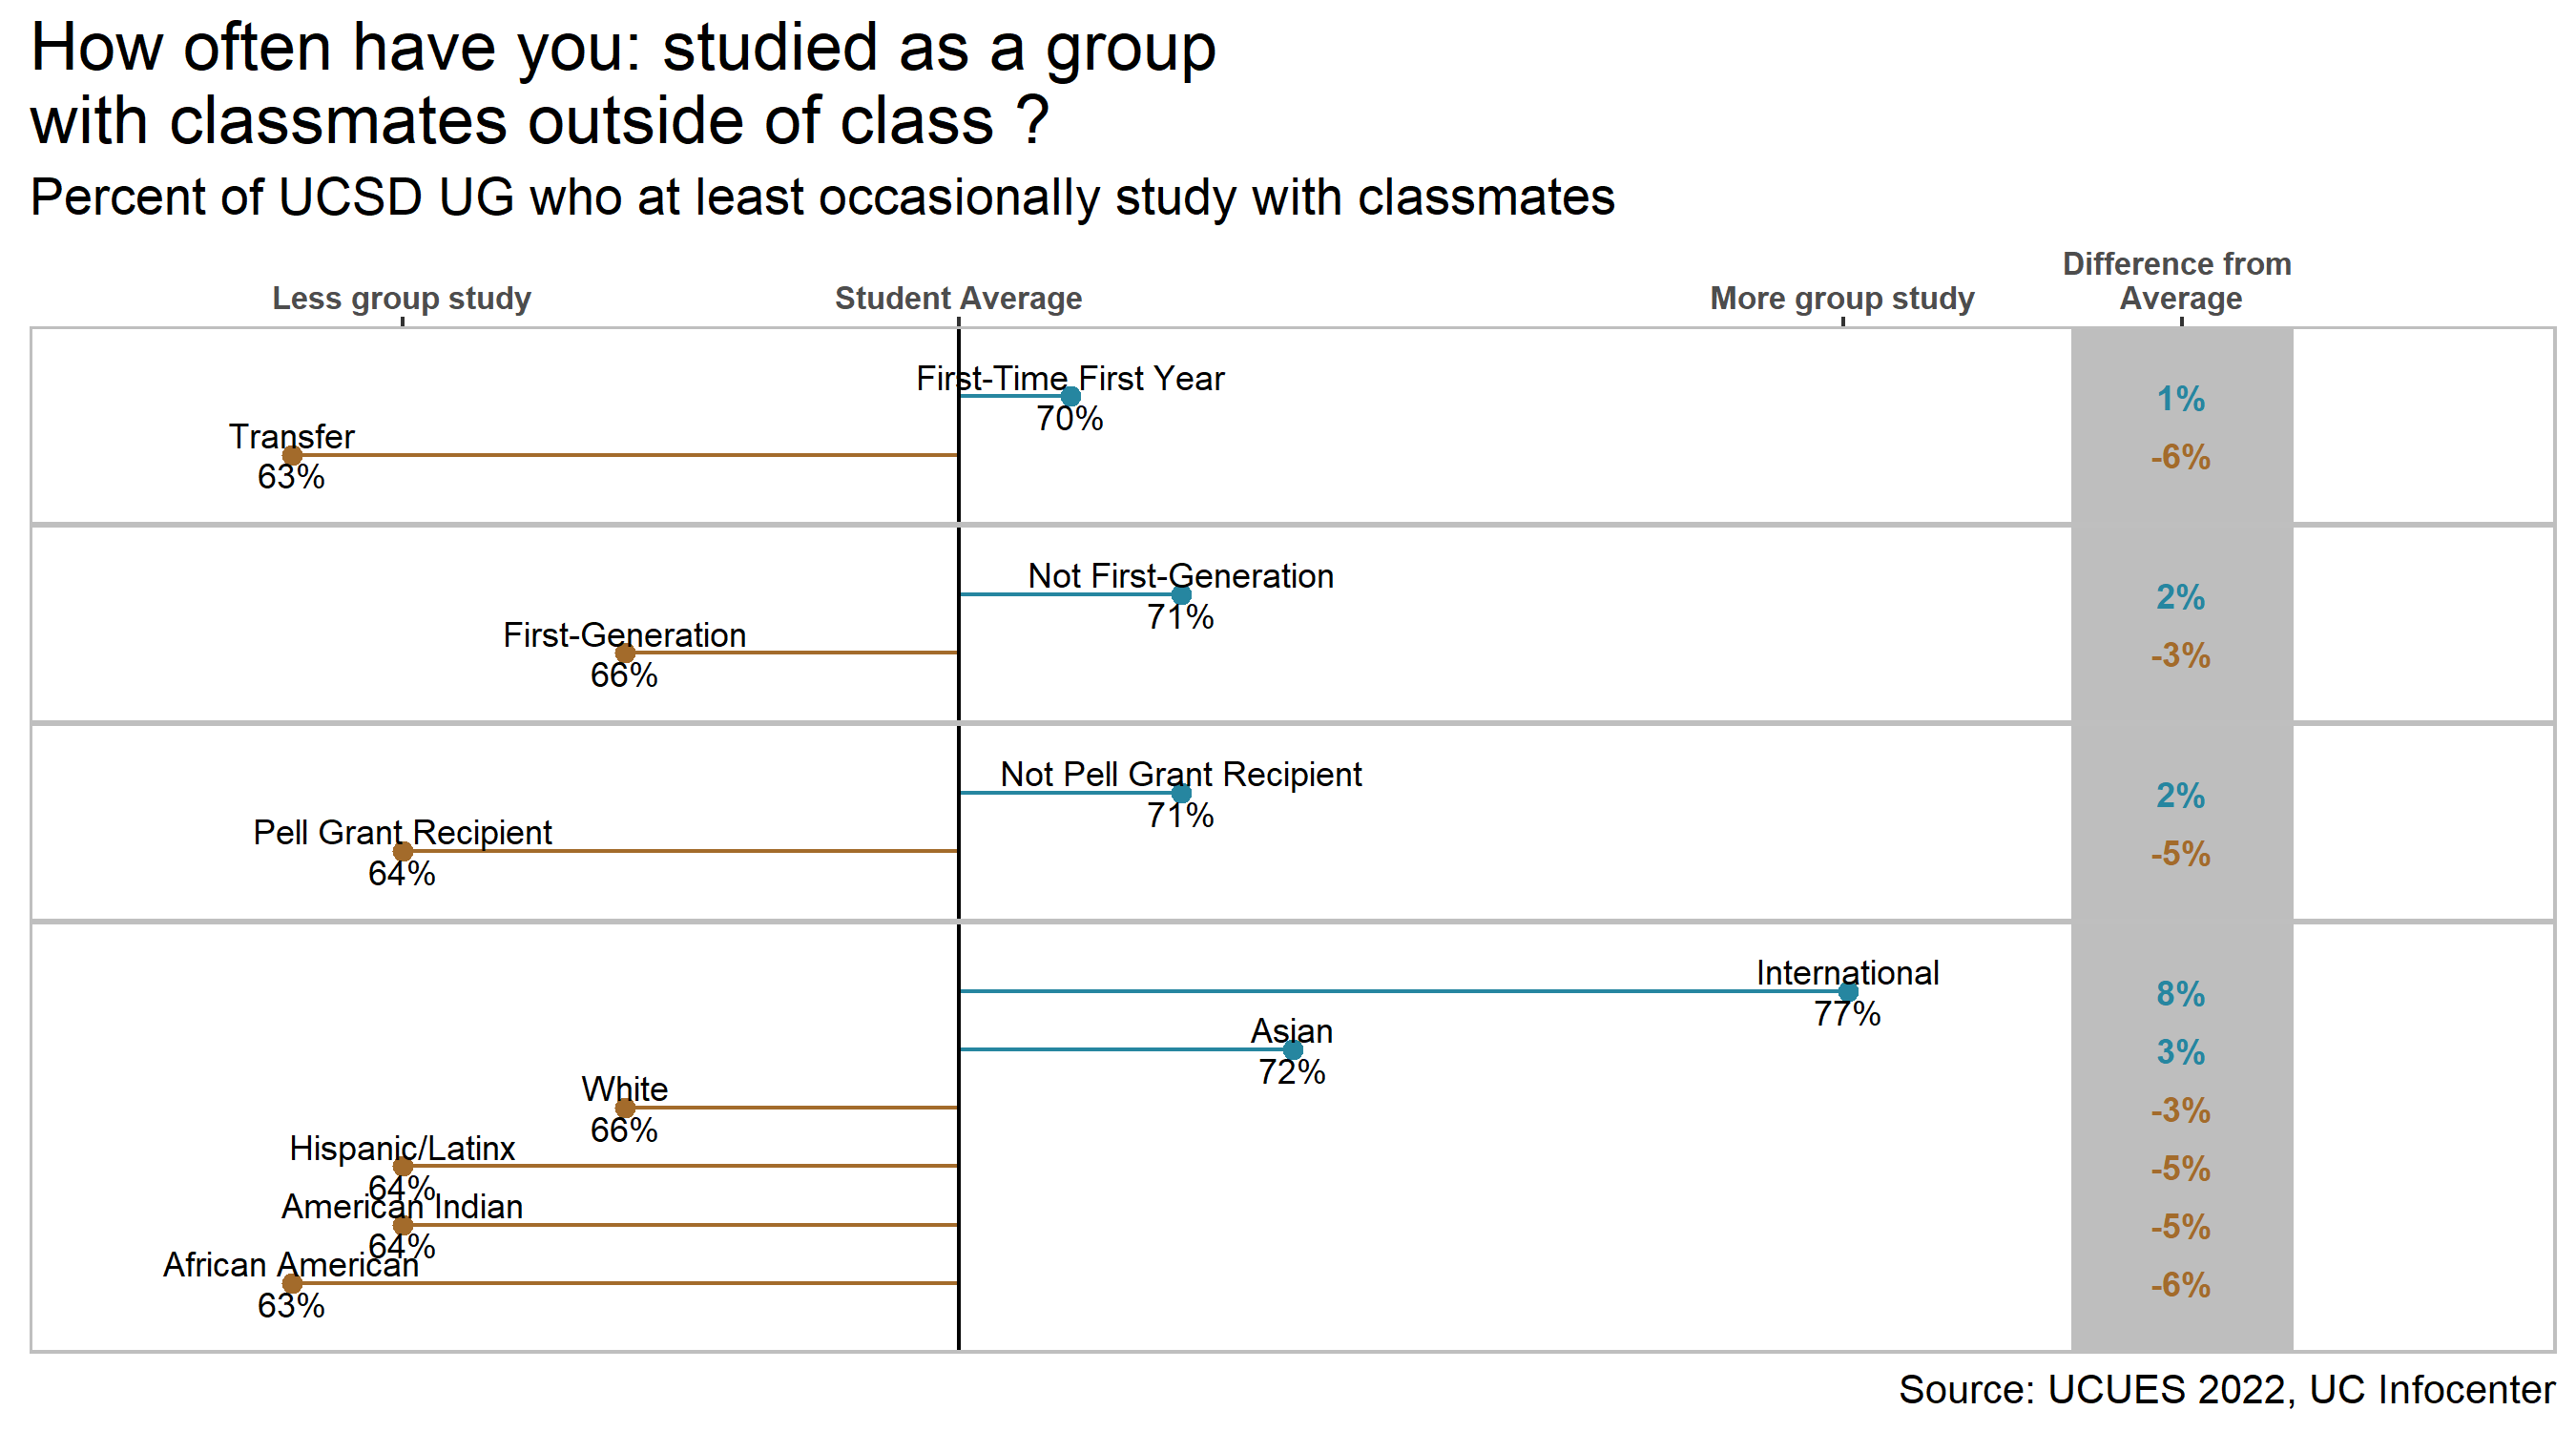 How often have you: studied as a group
with classmates outside of class ?
Percent of UCSD UG who at least occasionally study with classmates
Less group study
Student Average
More group study
Difference from
Average
First-Time First Year
70%
1%
Transfer
63%
-6%
Not First-Generation
71%
2%
First-Generation
66%
-3%
Not Pell Grant Recipient
71%
2%
Pell Grant Recipient
64%
-5%
International
77%
8%
Asian
72%
3%
White
66%
-3%
Hispanic/Latinx
64%
-5%
American Indian
64%
-5%
African American
63%
-6%
Source: UCUES 2022, UC Infocenter